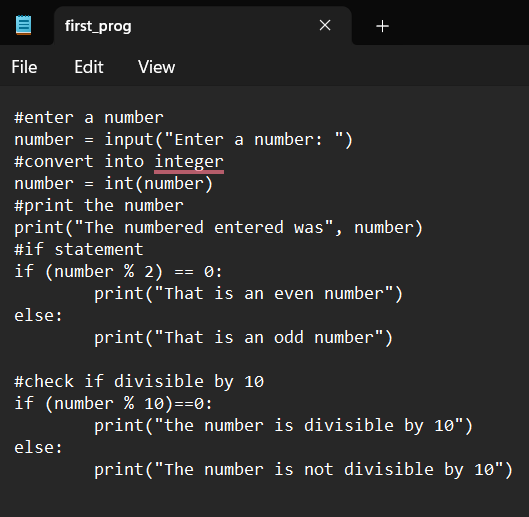 first_prog
File Edit View
#enter a number
number = input("Enter a number: ")
#convert into integer
number = int(number)
#print the number
print("The numbered entered was", number)
#if statement
if (number % 2) == 0:
        print("That is an even number")
else:
        print("That is an odd number")

#check if divisible by 10
if (number % 10)==0:
        print("the number is divisible by 10")
else:
        print("The number is not divisible by 10")